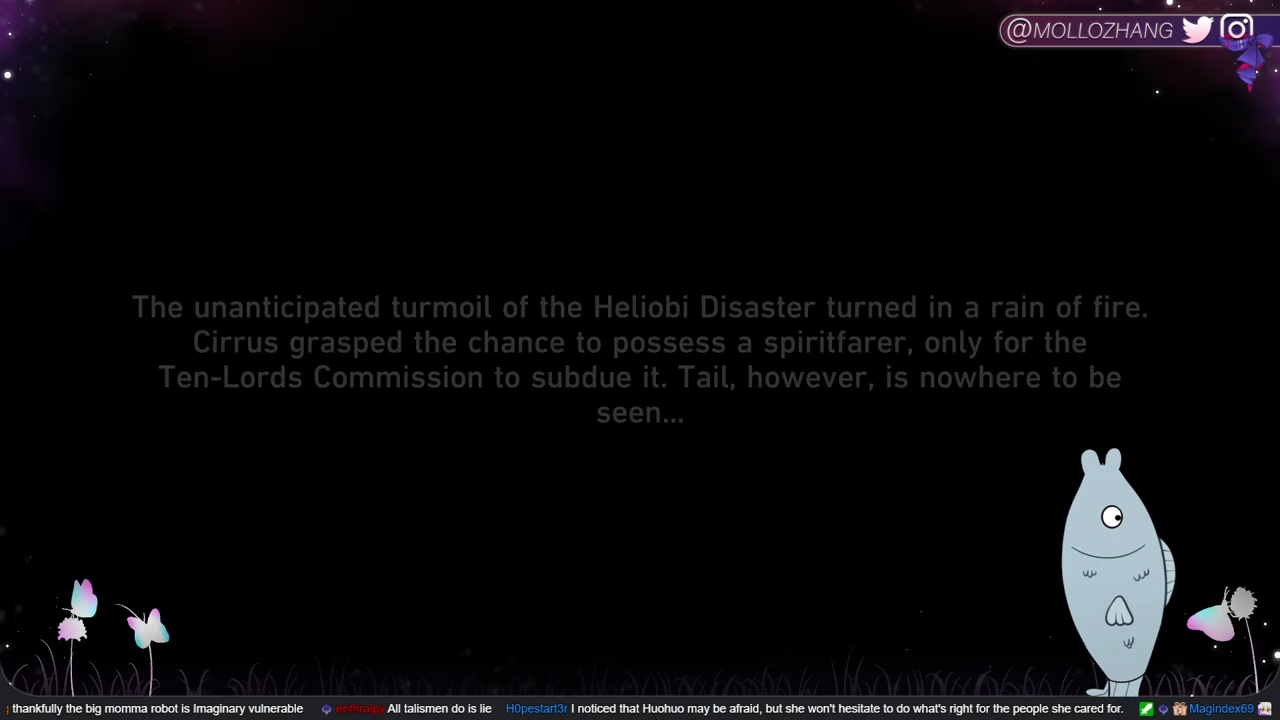 @MOLLOZHANG
The unanticipated turmoil of the Heliobi Disaster turned in a rain of fire.
Cirrus grasped the chance to possess a spiritfarer, only for the
Ten-Lords Commission to subdue it. Tail, however, is nowhere to be
seen...
thankfully the big momma robot is Imaginary vulnerable enthralpy All talismen do is lie H0pestart3r I noticed that Huohuo may be afraid, but she won't hesitate to do what's right for the people she cared for. Magindex69